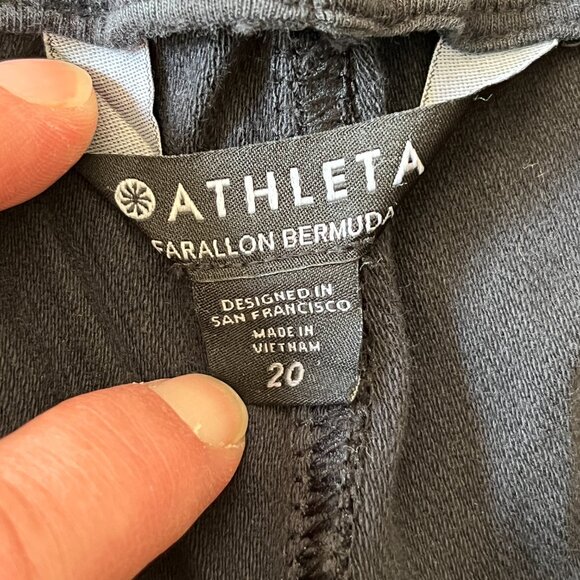 ATHLETA
FARALLON BERMUDA
DESIGNED IN
SAN FRANCISCO
MADE IN
VIETNAM
20